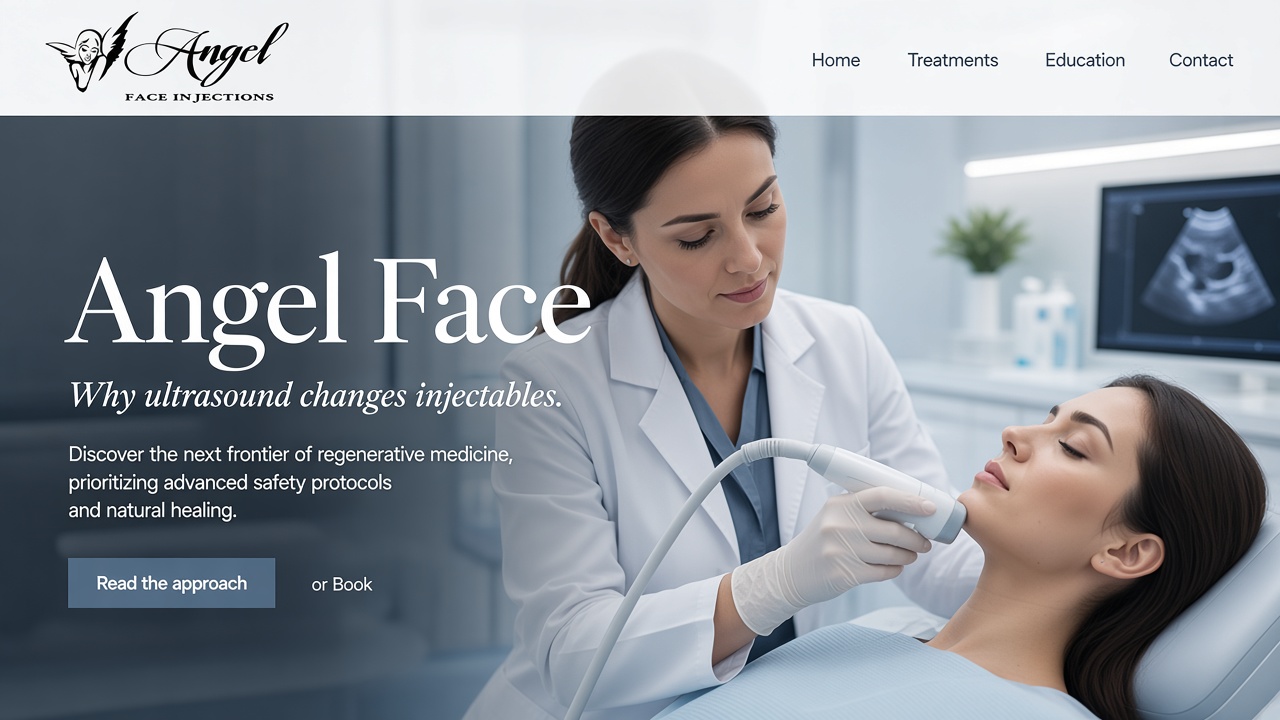 Angel
FACE INJECTIONS
Home
Treatments
Education
Contact
Angel Face
Why ultrasound changes injectables.
Discover the next frontier of regenerative medicine,
prioritizing advanced safety protocols
and natural healing.
Read the approach
or Book